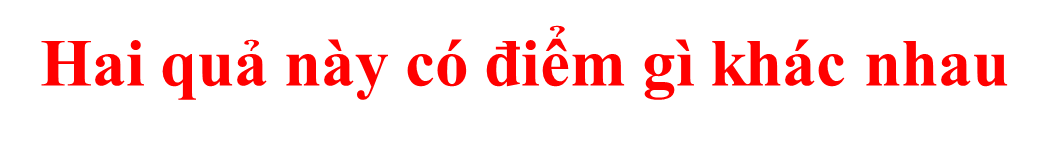 Hai quả này có điểm gì khác nhau